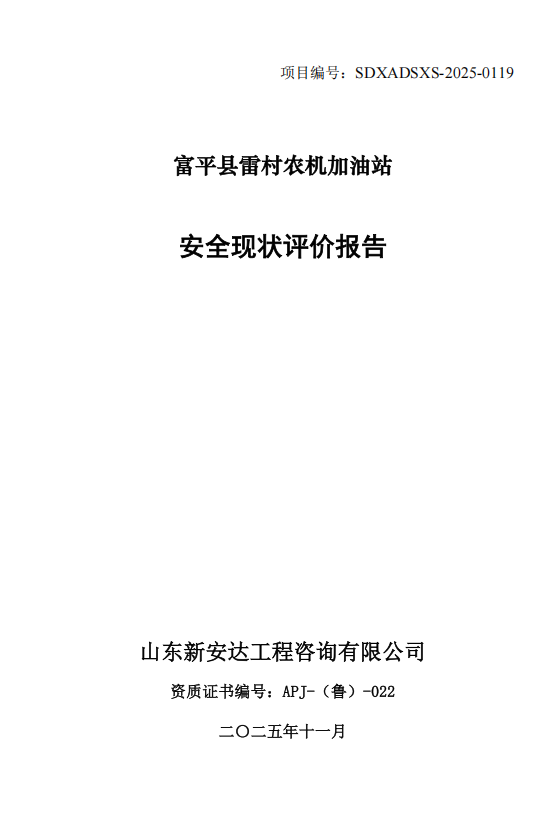 项目编号：SDXADSXS-2025-0119
富平县雷村农机加油站
安全现状评价报告
山东新安达工程咨询有限公司
资质证书编号：APJ-（鲁）-022
二〇二五年十一月